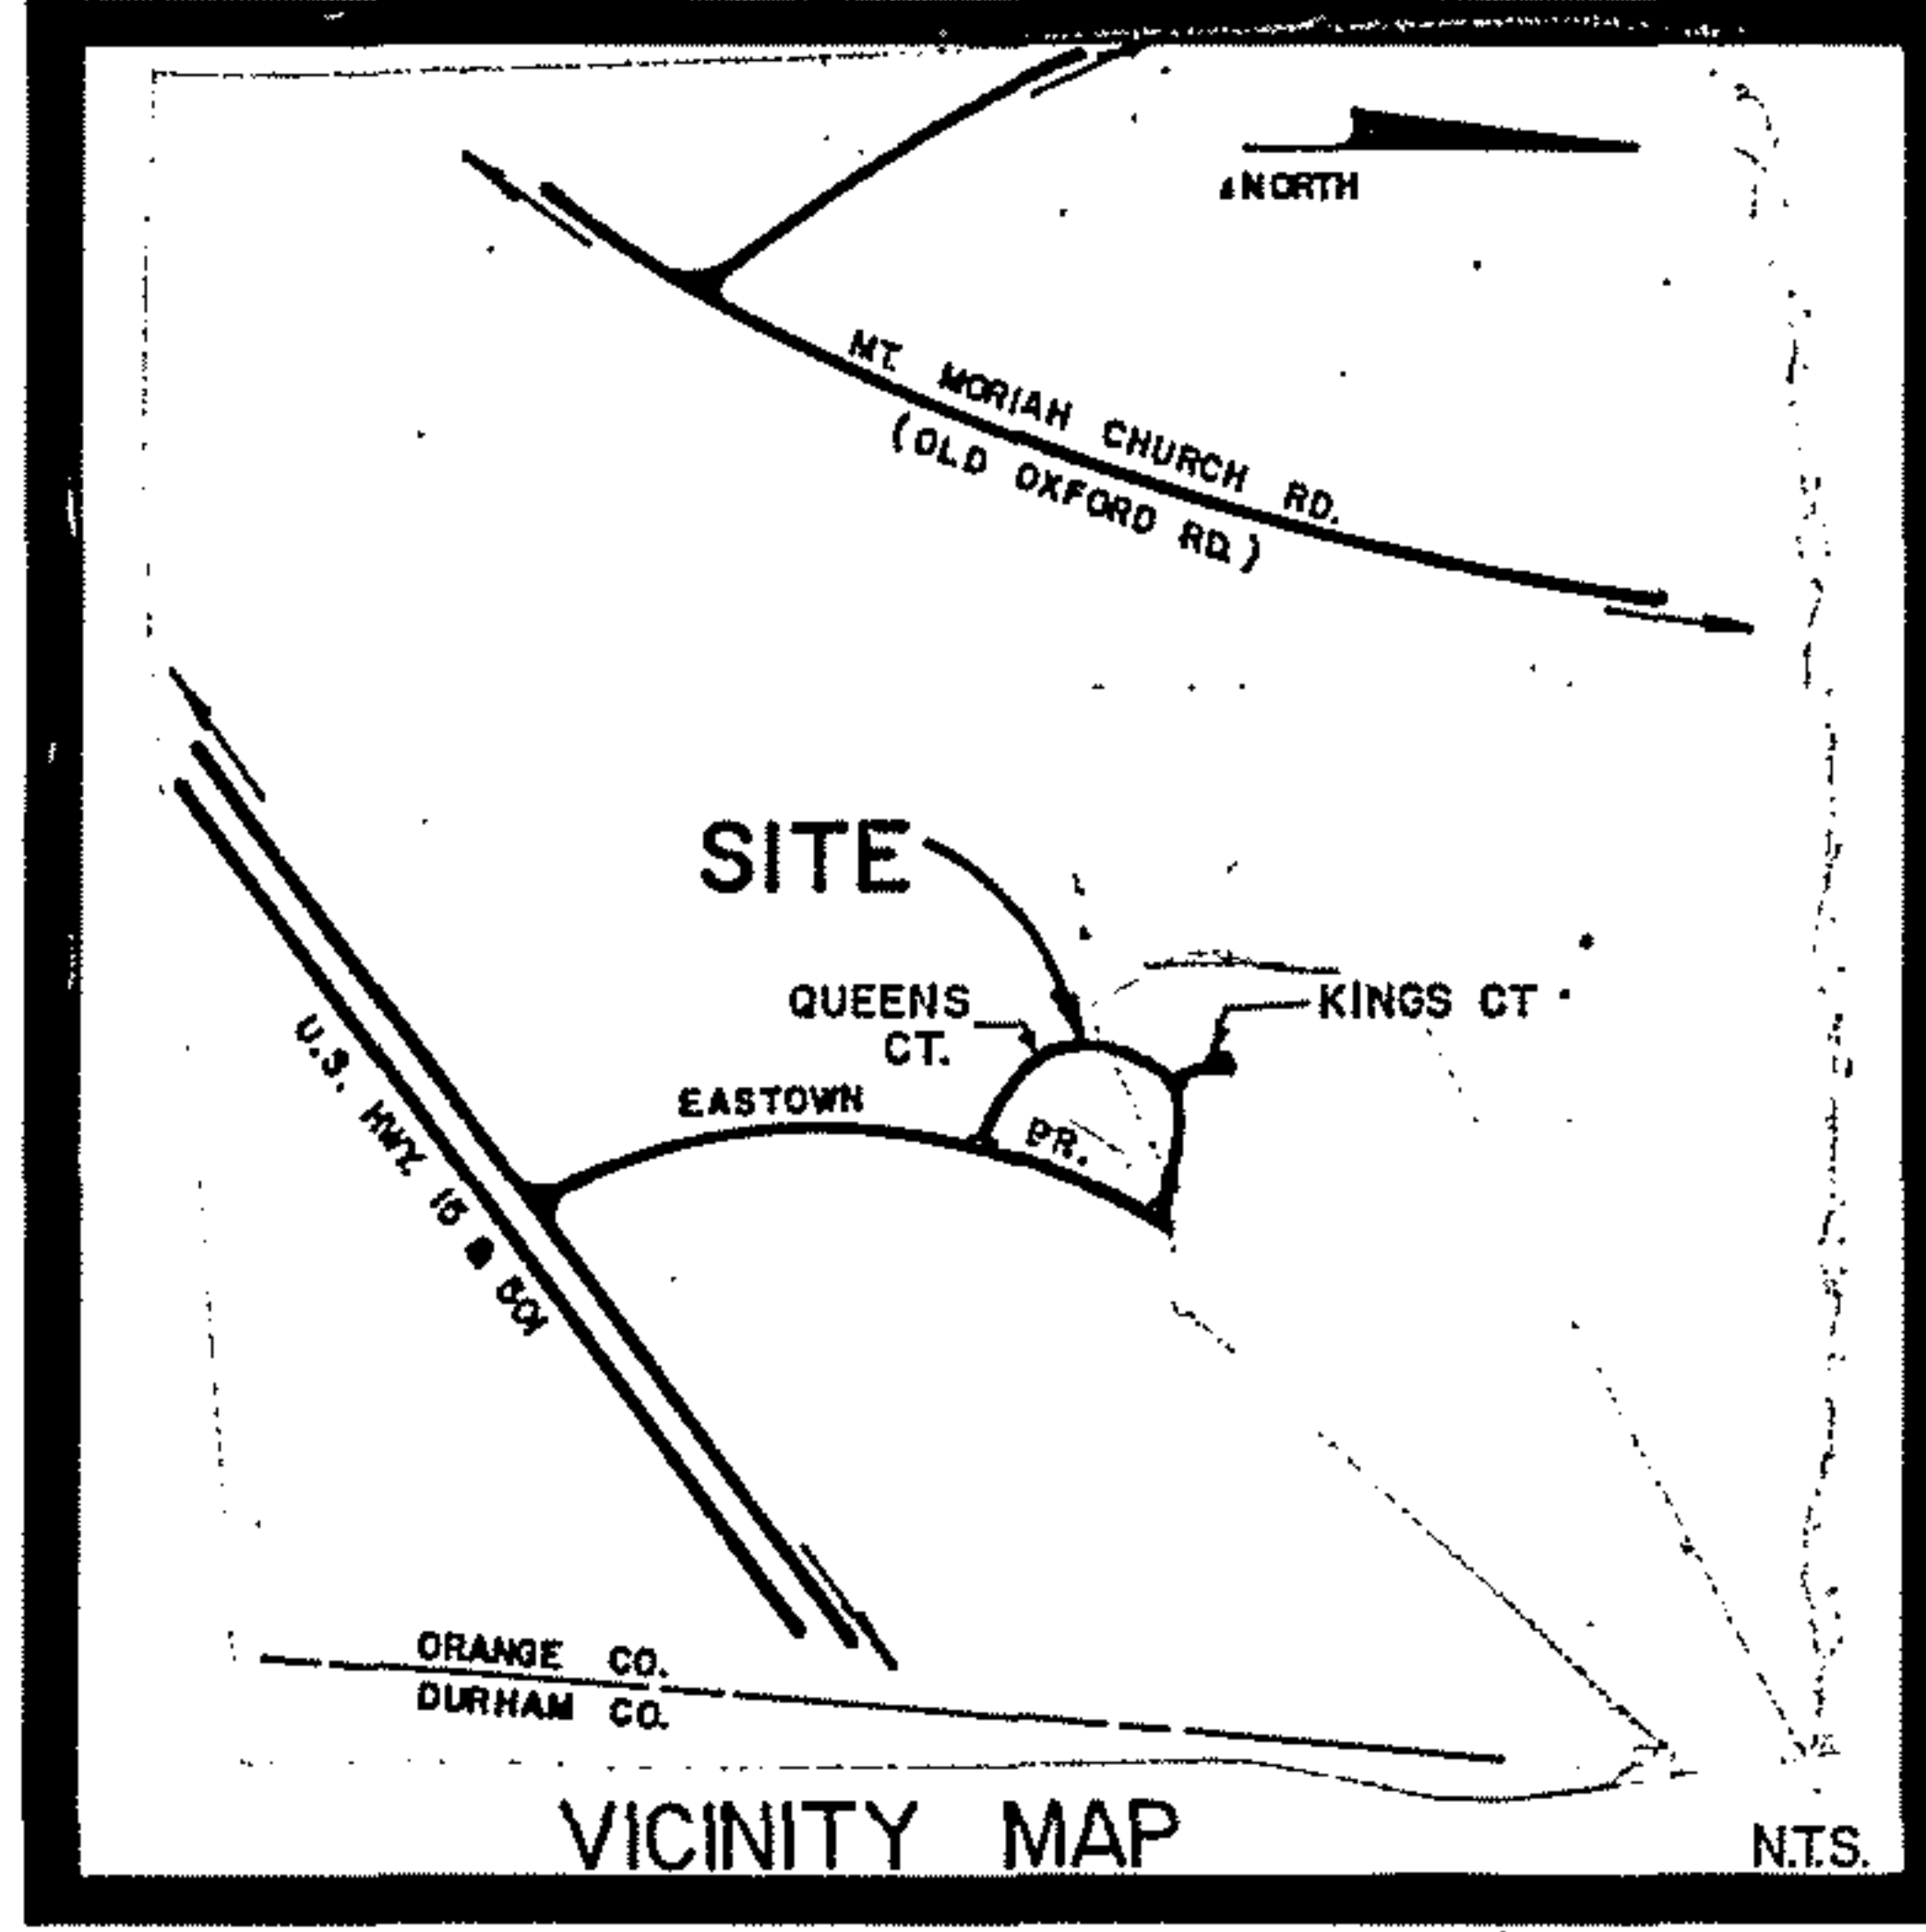 NORTH
MT. MORIAH CHURCH RD.
(OLD OXFORD RD.)
SITE
QUEENS
CT.
KINGS CT
EASTOWN
DR.
U.S. HWY. 15 & 501
ORANGE CO.
DURHAM CO.
VICINITY MAP
N.T.S.